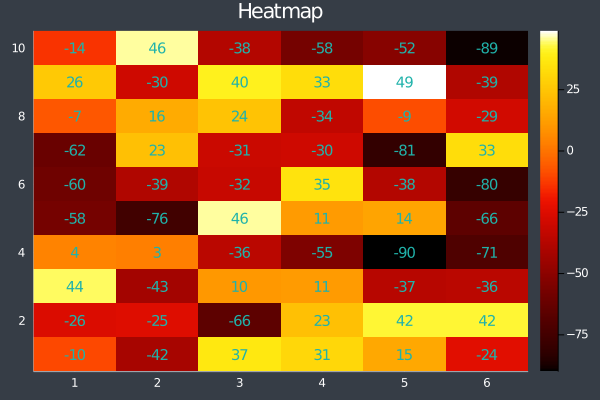 Heatmap
10 -14 46 -38 -58 -52 -89
26 -30 40 33 49 -39 25
8 -7 16 24 -34 -9 -29
-62 23 -31 -30 -81 33 0
6 -60 -39 -32 35 -38 -80
-58 -76 46 11 14 -66 -25
4 4 3 -36 -55 -90 -71
44 -43 10 11 -37 -36 -50
2 -26 -25 -66 23 42 42
-10 -42 37 31 15 -24 -75
1 2 3 4 5 6